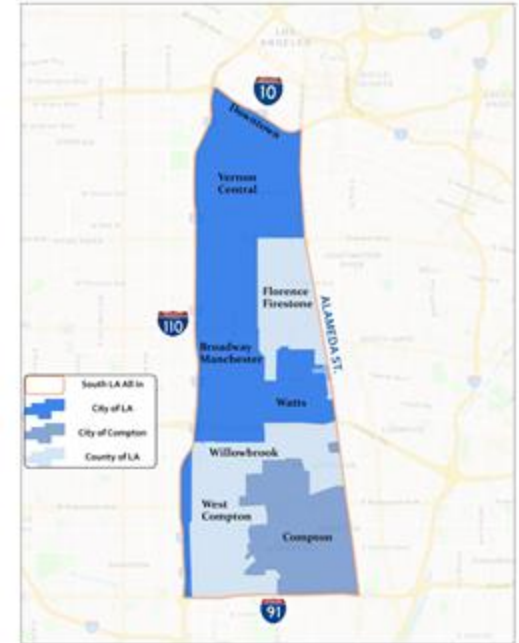 LOS
ANGELES
10
Downtown
Vernon
Central
Florence
Firestone
ALAMEDA ST.
110
Broadway
Manchester
South LA All In
City of LA
City of Compton
County of LA
Watts
Willowbrook
West
Compton
Compton
91